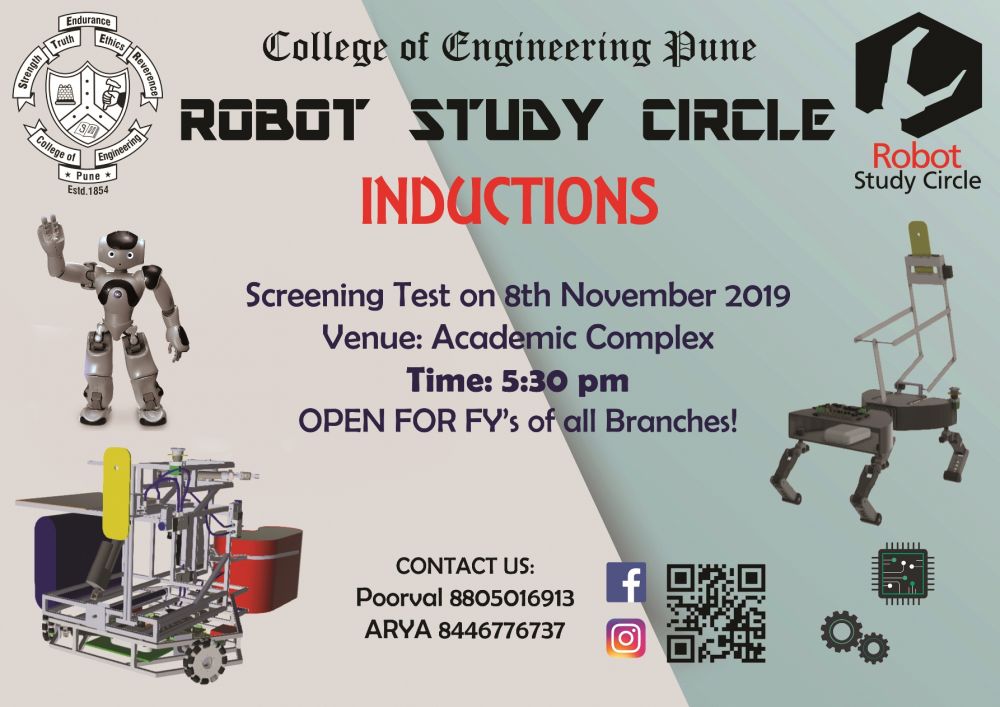 Endurance
Truth
Ethics
Strength
Reverence
College of Engineering
Pune
Estd.1854
College of Engineering Pune
ROBOT STUDY CIRCLE
INDUCTIONS
Robot
Study Circle
Screening Test on 8th November 2019
Venue: Academic Complex
Time: 5:30 pm
OPEN FOR FY's of all Branches!
CONTACT US:
Poorval 8805016913
ARYA 8446776737